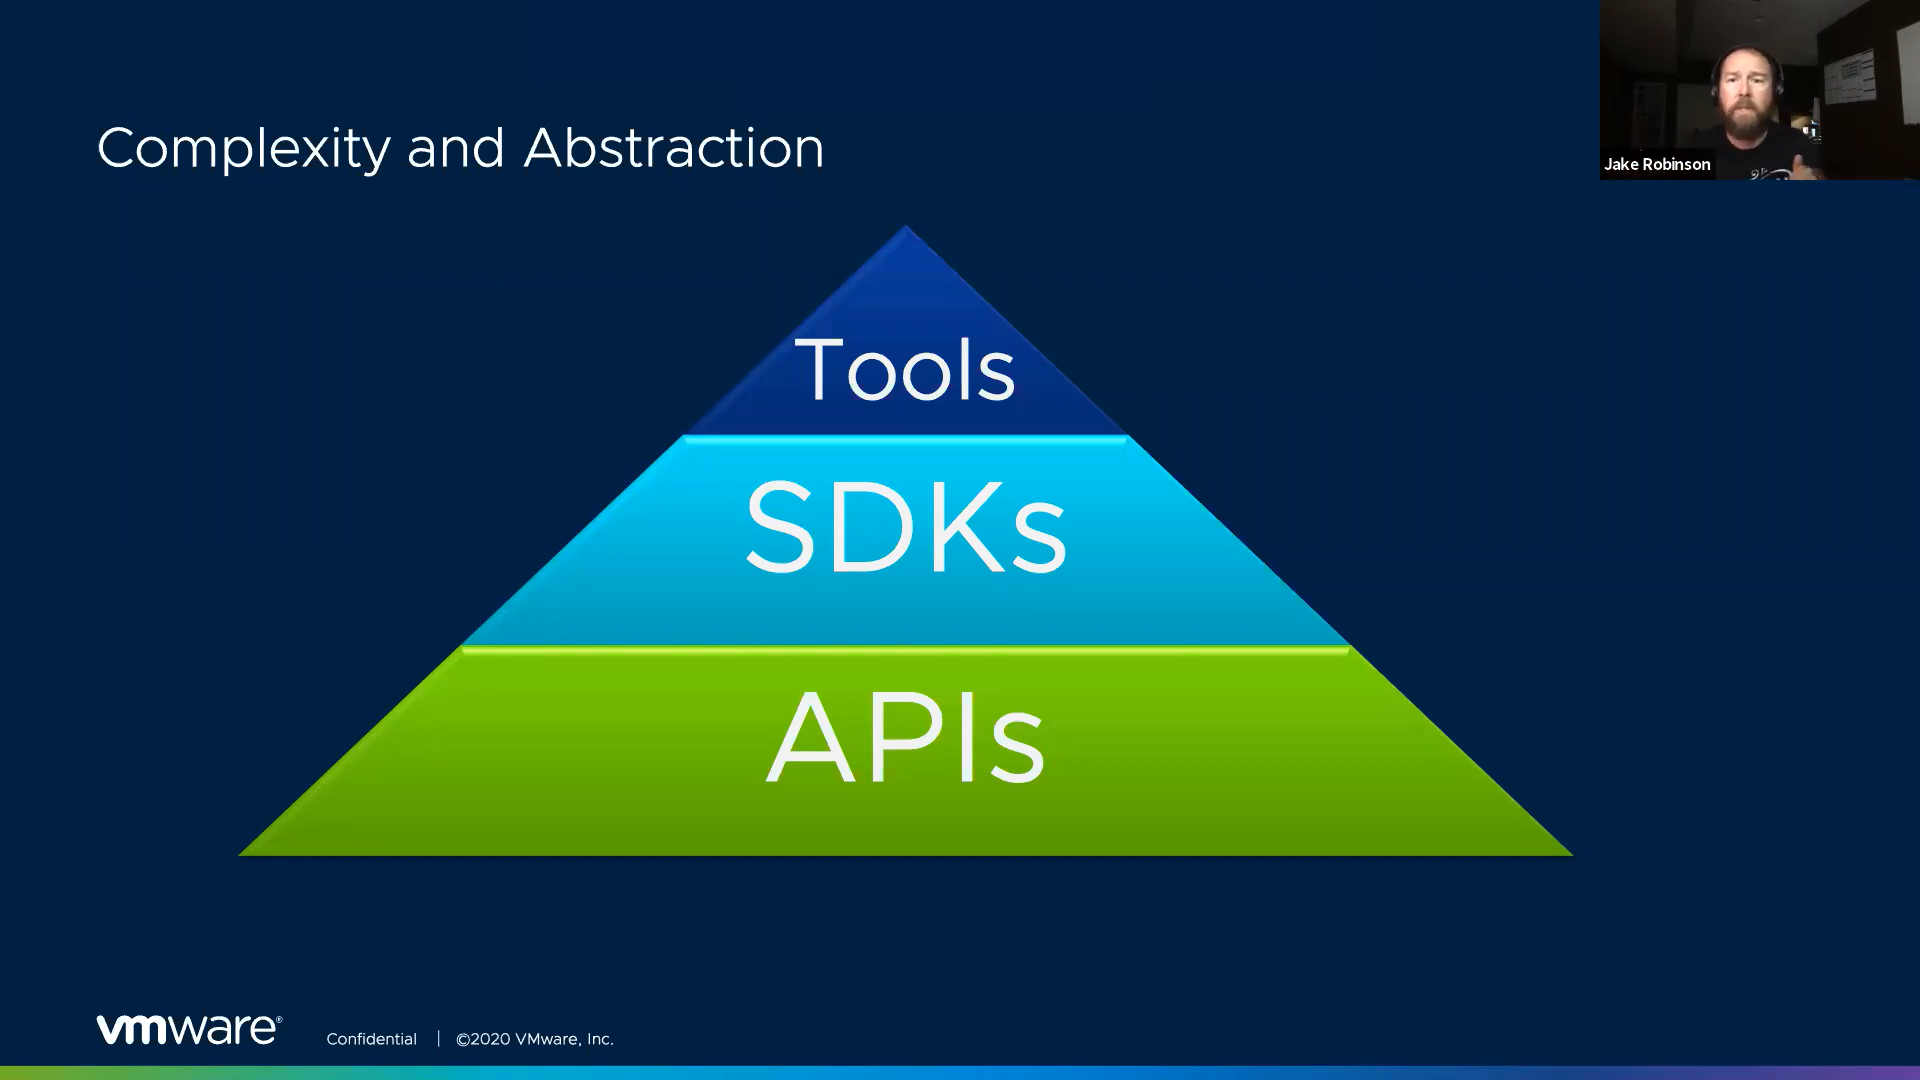 Complexity and Abstraction
Jake Robinson
Tools
SDKs
APIs
vmware®
Confidential | ©2020 VMware, Inc.